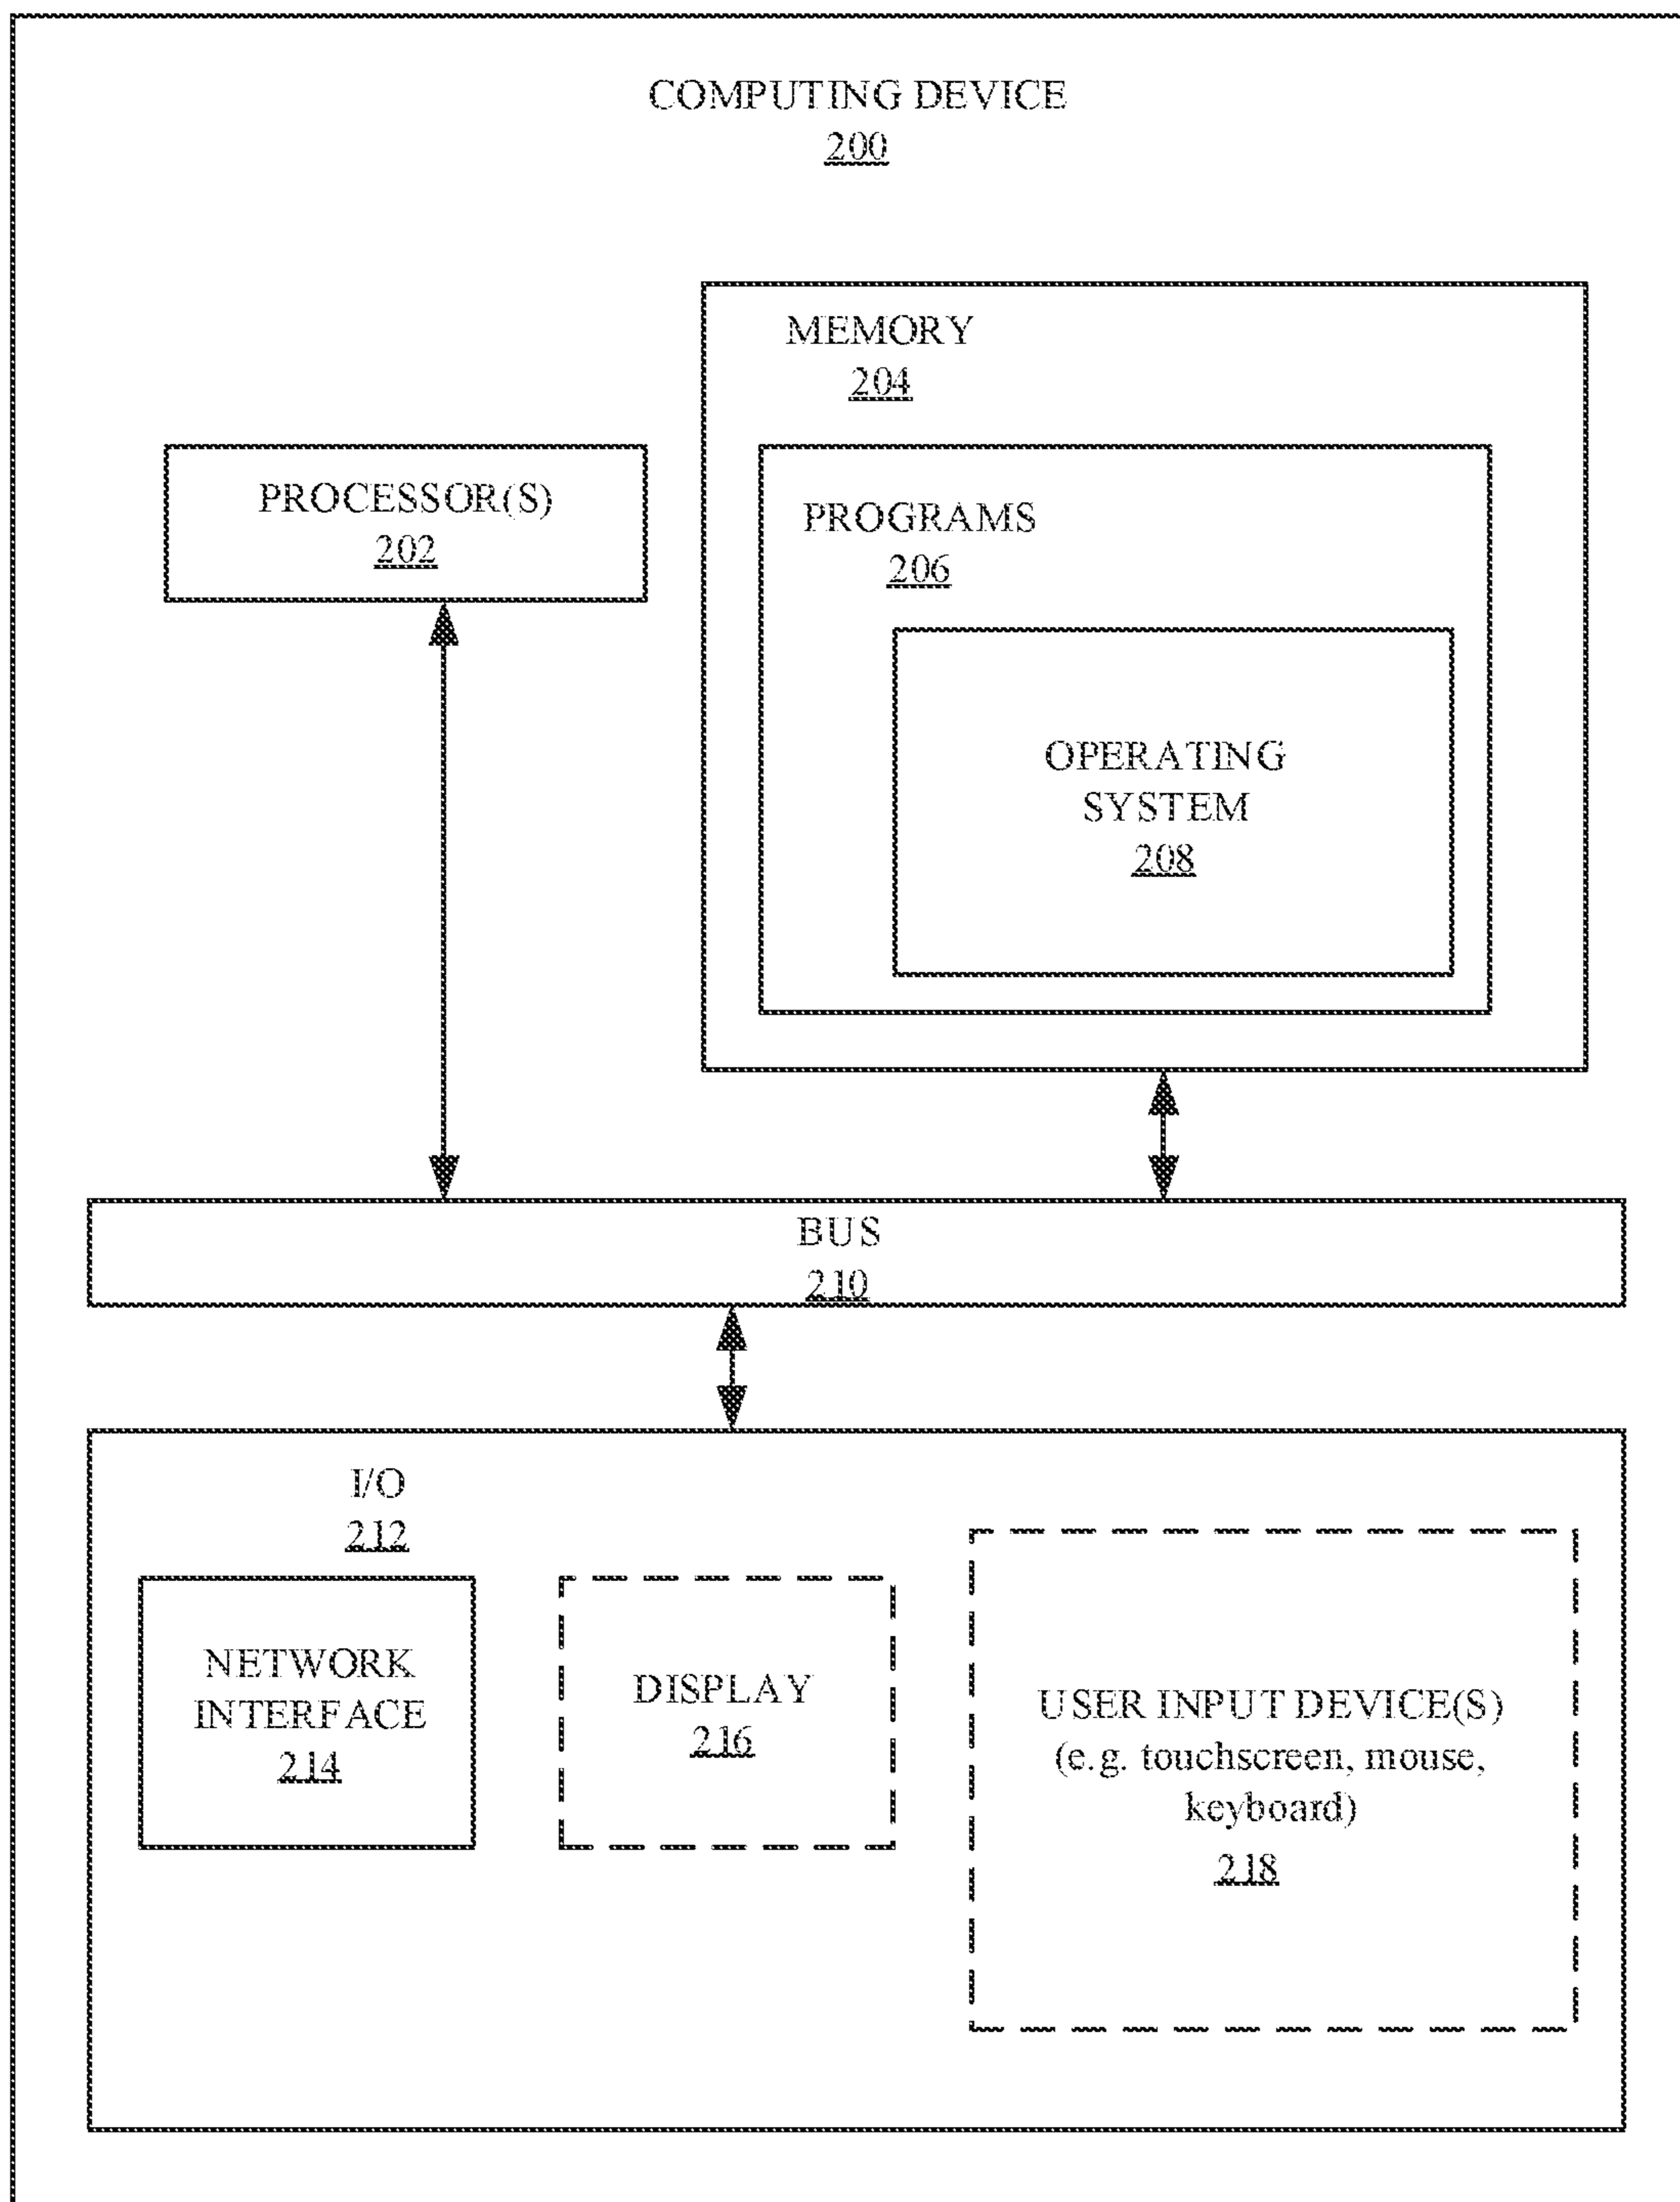 COMPUTING DEVICE
200
MEMORY
204
PROCESSOR(S)
202
PROGRAMS
206
OPERATING
SYSTEM
208
BUS
210
I/O
212
NETWORK
INTERFACE
214
DISPLAY
216
USER INPUT DEVICE(S)
(e.g. touchscreen, mouse,
keyboard)
218